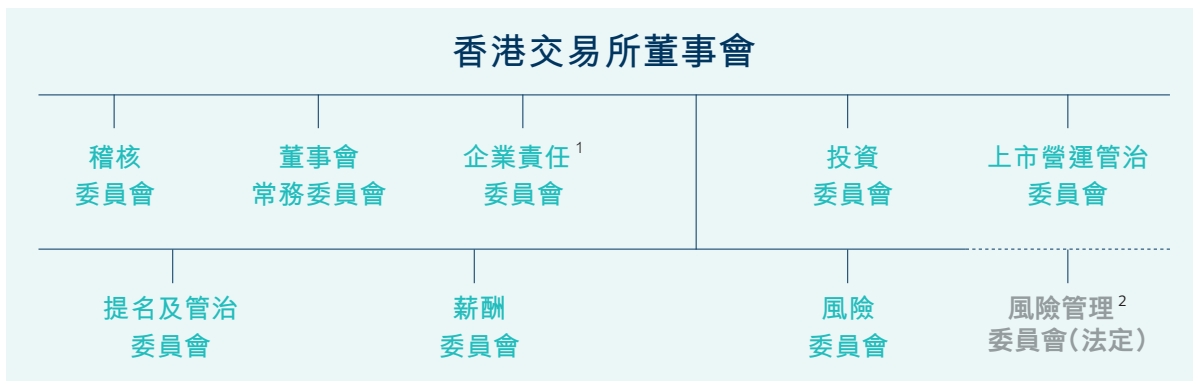 香港交易所董事會
稽核
委員會
董事會
常務委員會
企業責任1
委員會
投資
委員會
上市營運管治
委員會
提名及管治
委員會
薪酬
委員會
風險
委員會
風險管理2
委員會(法定)